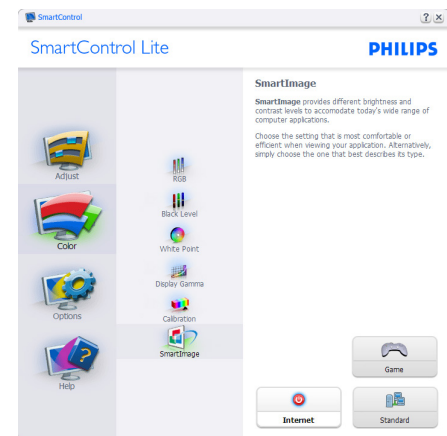 SmartControl
SmartControl Lite
PHILIPS
Adjust
Color
Options
Help
RGB
Black Level
White Point
Display Gamma
Calibration
SmartImage
SmartImage
SmartImage provides different brightness and
contrast levels to accomodate today's wide range of
computer applications.
Choose the setting that is most comfortable or
efficient when viewing your application. Alternatively,
simply choose the one that best describes its type.
Game
Internet
Standard